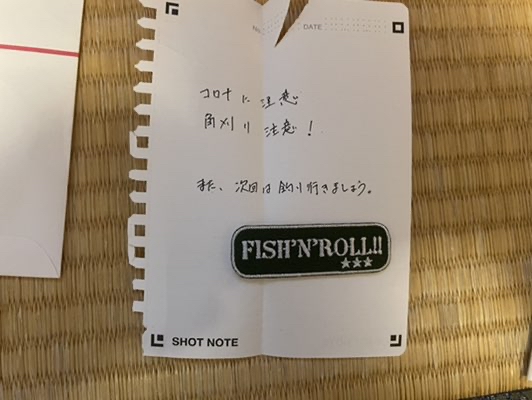 NO.
DATE
コロナに注意
角刈り注意!
また、次回は釣り行きましょう。
FISH'N'ROLL!!
SHOT NOTE